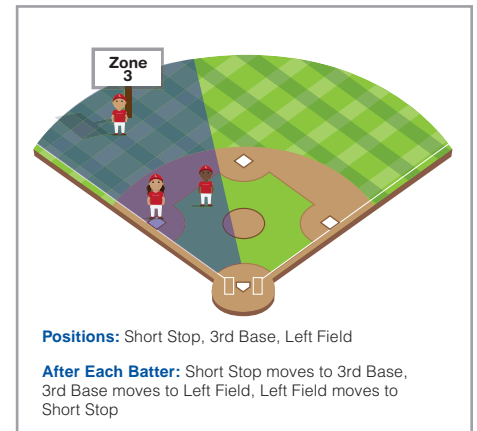 Zone
3
Positions: Short Stop, 3rd Base, Left Field
After Each Batter: Short Stop moves to 3rd Base,
3rd Base moves to Left Field, Left Field moves to
Short Stop